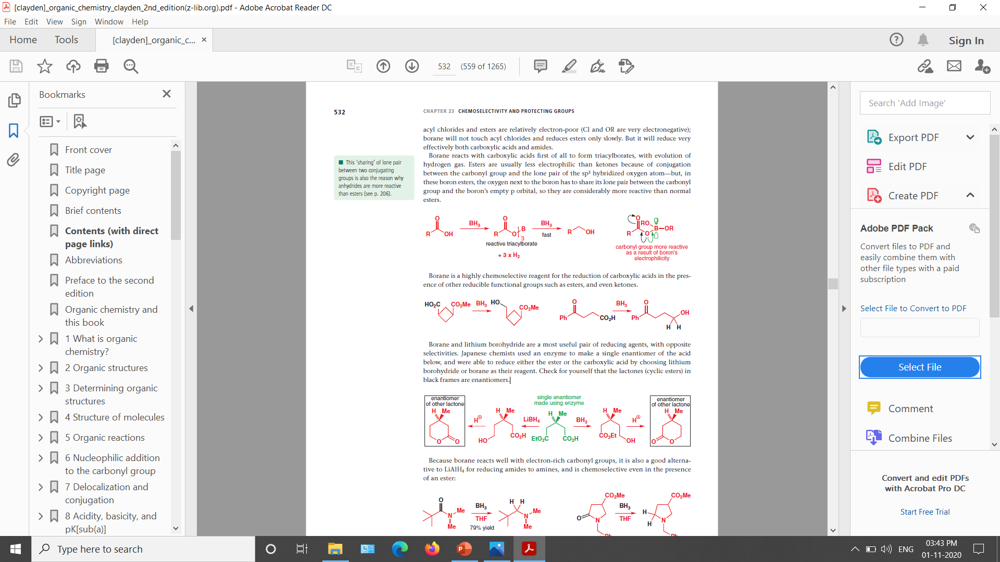 [clayden]_organic_chemistry_clayden_2nd_edition(z-lib.org).pdf - Adobe Acrobat Reader DC
File Edit View Sign Window Help
Home Tools [clayden]_organic_c... × Sign In
532 (559 of 1265)
Bookmarks
Front cover
Title page
Copyright page
Brief contents
Contents (with direct
page links)
Abbreviations
Preface to the second
edition
Organic chemistry and
this book
1 What is organic
chemistry?
2 Organic structures
3 Determining organic
structures
4 Structure of molecules
5 Organic reactions
6 Nucleophilic addition
to the carbonyl group
7 Delocalization and
conjugation
8 Acidity, basicity, and
pK[sub(a)]
532
CHAPTER 23 CHEMOSELECTIVITY AND PROTECTING GROUPS
acyl chlorides and esters are relatively electron-poor (Cl and OR are very electronegative);
borane will not touch acyl chlorides and reduces esters only slowly. But it will reduce very
effectively both carboxylic acids and amides.
Borane reacts with carboxylic acids first of all to form triacylborates, with evolution of
hydrogen gas. Esters are usually less electrophilic than ketones because of conjugation
between the carbonyl group and the lone pair of the sp³ hybridized oxygen atom—but, in
these boron esters, the oxygen next to the boron has to share its lone pair between the carbonyl
group and the boron's empty p orbital, so they are considerably more reactive than normal
esters.
■ This 'sharing' of lone pair
between two conjugating
groups is also the reason why
anhydrides are more reactive
than esters (see p. 206).
O
R OH
BH₃
O
R O B
3
reactive triacylborate
+ 3 x H₂
BH₃
fast
R OH
O
RO
B—OR
R O
carbonyl group more reactive
as a result of boron's
electrophilicity
Borane is a highly chemoselective reagent for the reduction of carboxylic acids in the pres-
ence of other reducible functional groups such as esters, and even ketones.
HO₂C CO₂Me BH₃ HO CO₂Me
O
Ph CO₂H
BH₃
O
Ph OH
H H
Borane and lithium borohydride are a most useful pair of reducing agents, with opposite
selectivities. Japanese chemists used an enzyme to make a single enantiomer of the acid
below, and were able to reduce either the ester or the carboxylic acid by choosing lithium
borohydride or borane as their reagent. Check for yourself that the lactones (cyclic esters) in
black frames are enantiomers.
enantiomer
of other lactone
H Me
O O
H⊕
H Me
HO CO₂H
LiBH₄
single enantiomer
made using enzyme
H Me
EtO₂C CO₂H
BH₃
H Me
CO₂Et OH
H⊕
enantiomer
of other lactone
H Me
O O
Because borane reacts well with electron-rich carbonyl groups, it is also a good alterna-
tive to LiAlH₄ for reducing amides to amines, and is chemoselective even in the presence
of an ester:
O
N Me
Me
BH₃
THF
79% yield
H H
N Me
Me
CO₂Me
O N
Ph
BH₃
THF
CO₂Me
H
H N
Ph
Search 'Add Image'
Export PDF
Edit PDF
Create PDF
Adobe PDF Pack
Convert files to PDF and
easily combine them with
other file types with a paid
subscription
Select File to Convert to PDF
Select File
Comment
Combine Files
Convert and edit PDFs
with Acrobat Pro DC
Start Free Trial
Type here to search
ENG
03:43 PM
01-11-2020